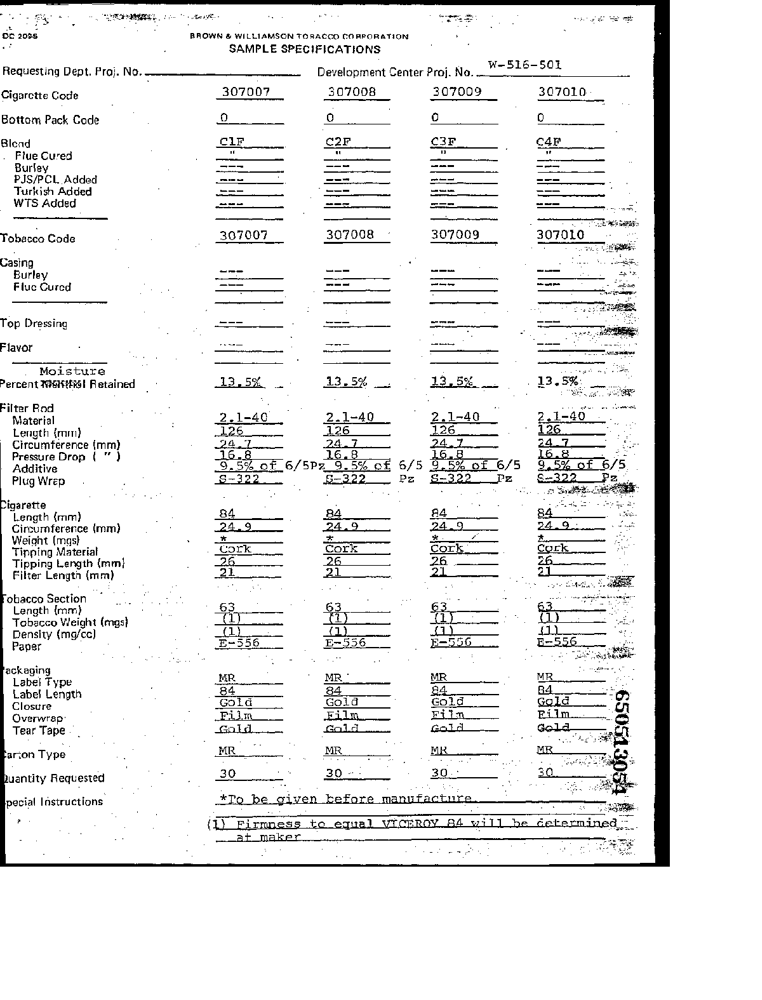 DC 2096
BROWN & WILLIAMSON TOBACCO CORPORATION
SAMPLE SPECIFICATIONS
Requesting Dept. Proj. No. Development Center Proj. No. W-516-501
Cigarette Code 307007 307008 307009 307010
Bottom Pack Code 0 0 0 0
Blend C1F C2F C3F C4F
Flue Cured " " " "
Burley --- --- --- ---
PJS/PCL Added --- --- --- ---
Turkish Added --- --- --- ---
WTS Added --- --- --- ---
Tobacco Code 307007 307008 307009 307010
Casing
Burley --- --- --- ---
Flue Cured --- --- --- ---
Top Dressing --- --- --- ---
Flavor --- --- --- ---
Moisture
Percent Retained 13.5% 13.5% 13.5% 13.5%
Filter Rod
Material 2.1-40 2.1-40 2.1-40 2.1-40
Length (mm) 126 126 126 126
Circumference (mm) 24.7 24.7 24.7 24.7
Pressure Drop ( " ) 16.8 16.8 16.8 16.8
Additive 9.5% of 6/5Pz 9.5% of 6/5 9.5% of 6/5 9.5% of 6/5
Plug Wrap S-322 S-322 Pz S-322 Pz S-322 Pz
Cigarette
Length (mm) 84 84 84 84
Circumference (mm) 24.9 24.9 24.9 24.9
Weight (mgs) * * * *
Tipping Material Cork Cork Cork Cork
Tipping Length (mm) 26 26 26 26
Filter Length (mm) 21 21 21 21
Tobacco Section
Length (mm) 63 63 63 63
Tobacco Weight (mgs) (1) (1) (1) (1)
Density (mg/cc) (1) (1) (1) (1)
Paper E-556 E-556 E-556 E-556
ackaging
Label Type MR MR MR MR
Label Length 84 84 84 84
Closure Gold Gold Gold Gold
Overwrap Film Film Film Film
Tear Tape Gold Gold Gold Gold
arton Type MR MR MR MR
Quantity Requested 30 30 30 30
pecial Instructions *To be given before manufacture.
(1) Firmness to equal VICEROY 84 will be determined
at maker
650513054